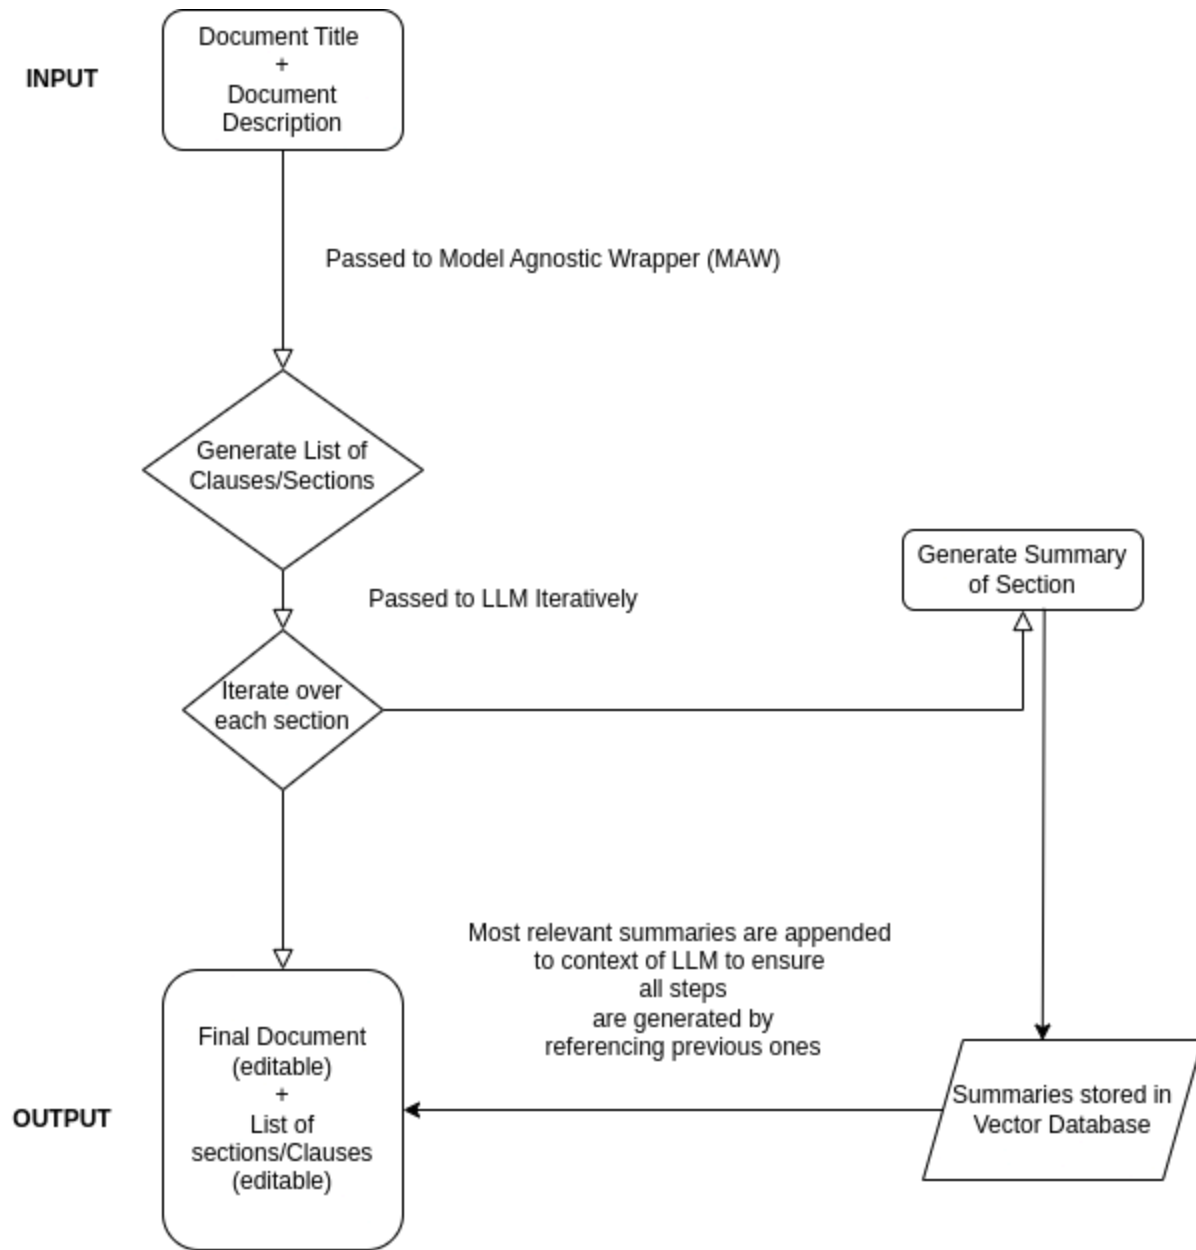 Document Title
+
Document
Description
INPUT
Passed to Model Agnostic Wrapper (MAW)
Generate List of
Clauses/Sections
Generate Summary
of Section
Passed to LLM Iteratively
Iterate over
each section
Most relevant summaries are appended
to context of LLM to ensure
all steps
are generated by
referencing previous ones
Final Document
(editable)
+
List of
sections/Clauses
(editable)
OUTPUT
Summaries stored in
Vector Database